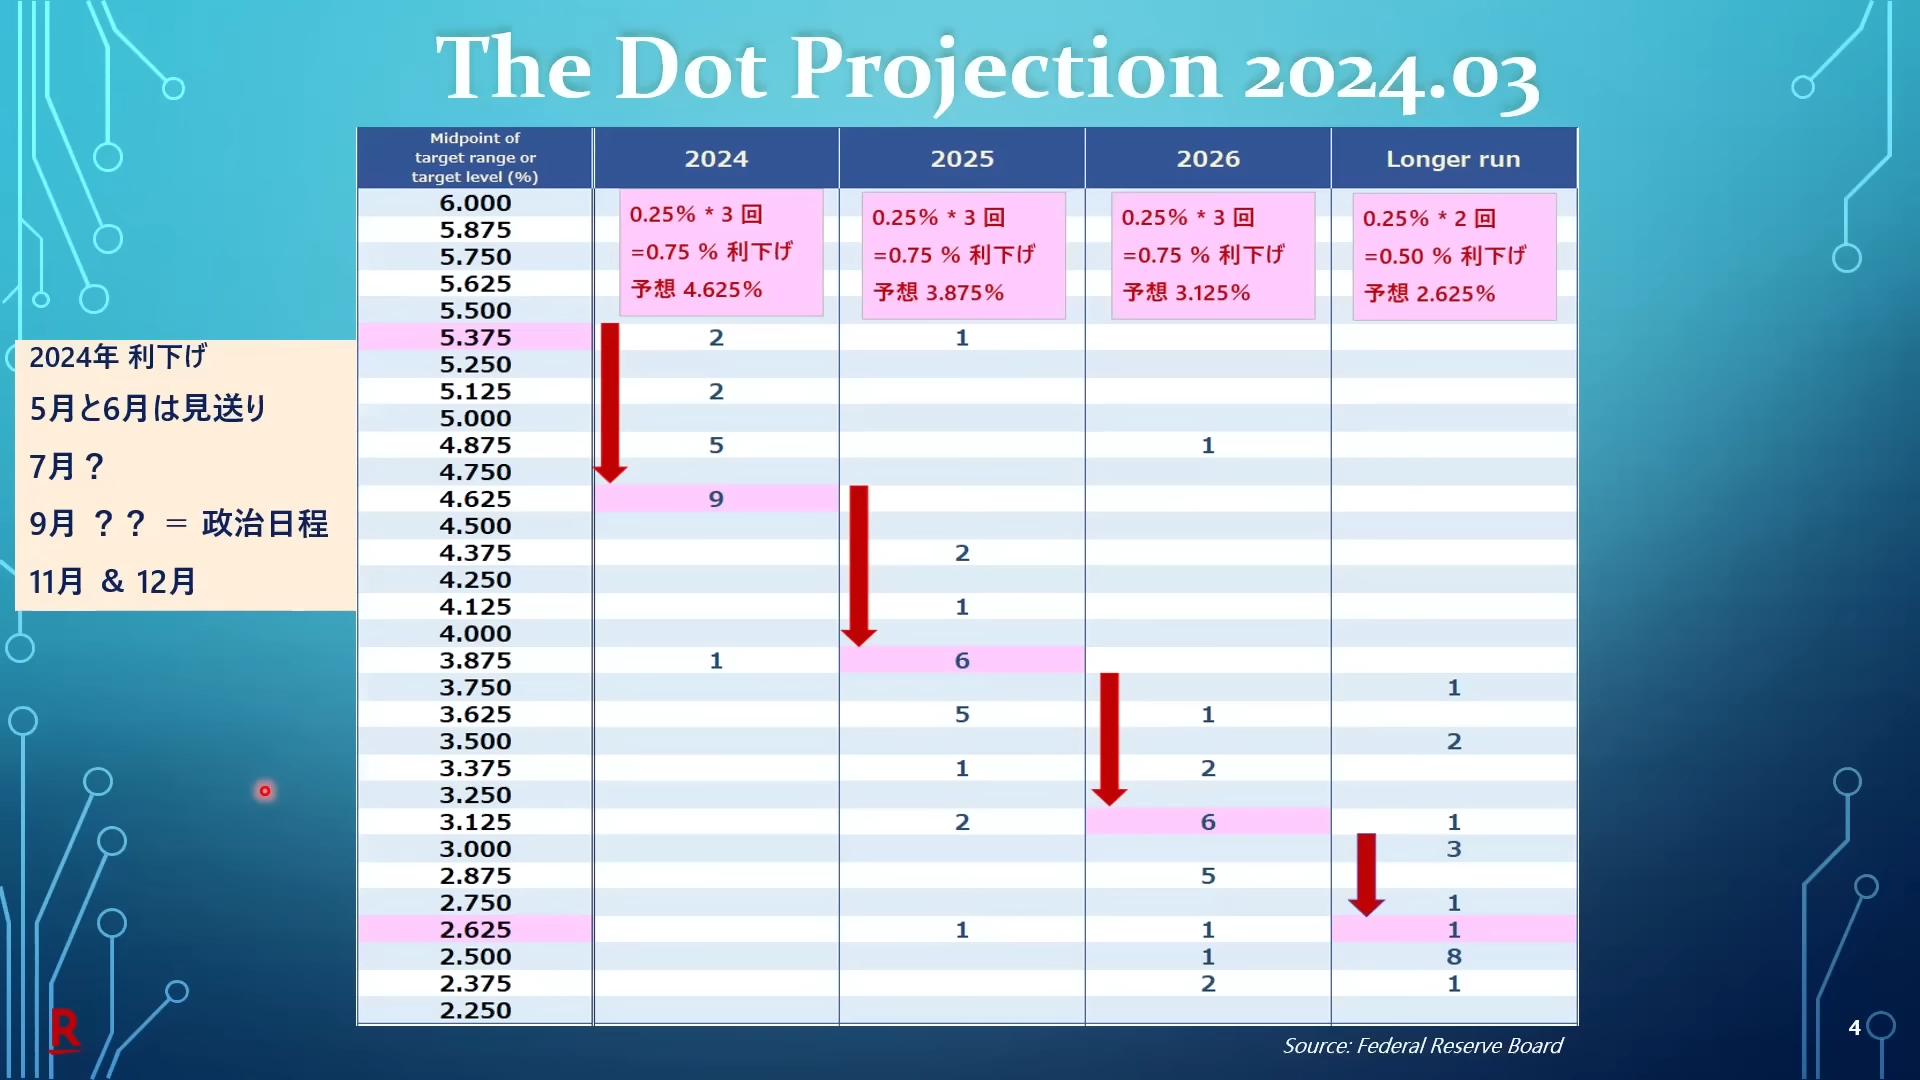 The Dot Projection 2024.03
Midpoint of
target range or
target level (%)
2024
2025
2026
Longer run
0.25% * 3 回
=0.75 % 利下げ
予想 4.625%
0.25% * 3 回
=0.75 % 利下げ
予想 3.875%
0.25% * 3 回
=0.75 % 利下げ
予想 3.125%
0.25% * 2 回
=0.50 % 利下げ
予想 2.625%
6.000
5.875
5.750
5.625
5.500
5.375 2 1
5.250
5.125 2
5.000
4.875 5 1
4.750
4.625 9
4.500
4.375 2
4.250
4.125 1
4.000
3.875 1 6
3.750 1
3.625 5 1
3.500 2
3.375 1 2
3.250
3.125 2 6 1
3.000 3
2.875 5
2.750 1
2.625 1 1 1
2.500 1 8
2.375 2 1
2.250
2024年 利下げ
5月と6月は見送り
7月？
9月 ？？ ＝ 政治日程
11月 ＆ 12月
R
Source: Federal Reserve Board
4